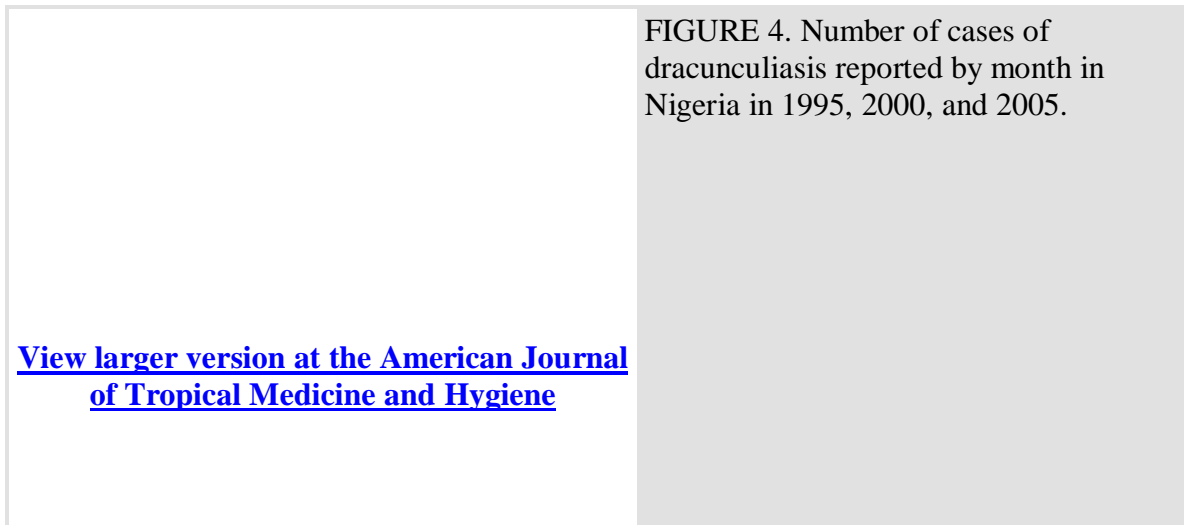 FIGURE 4. Number of cases of
dracunculiasis reported by month in
Nigeria in 1995, 2000, and 2005.
View larger version at the American Journal
of Tropical Medicine and Hygiene